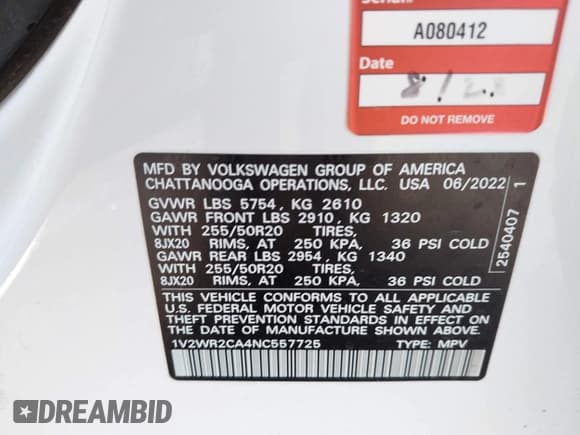 A080412
Date
DO NOT REMOVE
MFD BY VOLKSWAGEN GROUP OF AMERICA
CHATTANOOGA OPERATIONS, LLC. USA 06/2022
GVWR LBS 5754, KG 2610
GAWR FRONT LBS 2910, KG 1320
WITH 255/50R20 TIRES,
8JX20 RIMS, AT 250 KPA, 36 PSI COLD
GAWR REAR LBS 2954, KG 1340
WITH 255/50R20 TIRES,
8JX20 RIMS, AT 250 KPA, 36 PSI COLD
THIS VEHICLE CONFORMS TO ALL APPLICABLE
U.S. FEDERAL MOTOR VEHICLE SAFETY AND
THEFT PREVENTION STANDARDS IN EFFECT ON
THE DATE OF MANUFACTURE SHOWN ABOVE.
1V2WR2CA4NC557725 TYPE: MPV
2540407 1
DREAMBID